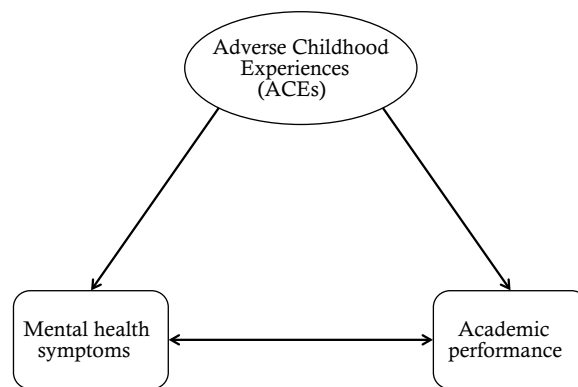 Adverse Childhood
Experiences
(ACEs)
Mental health
symptoms
Academic
performance